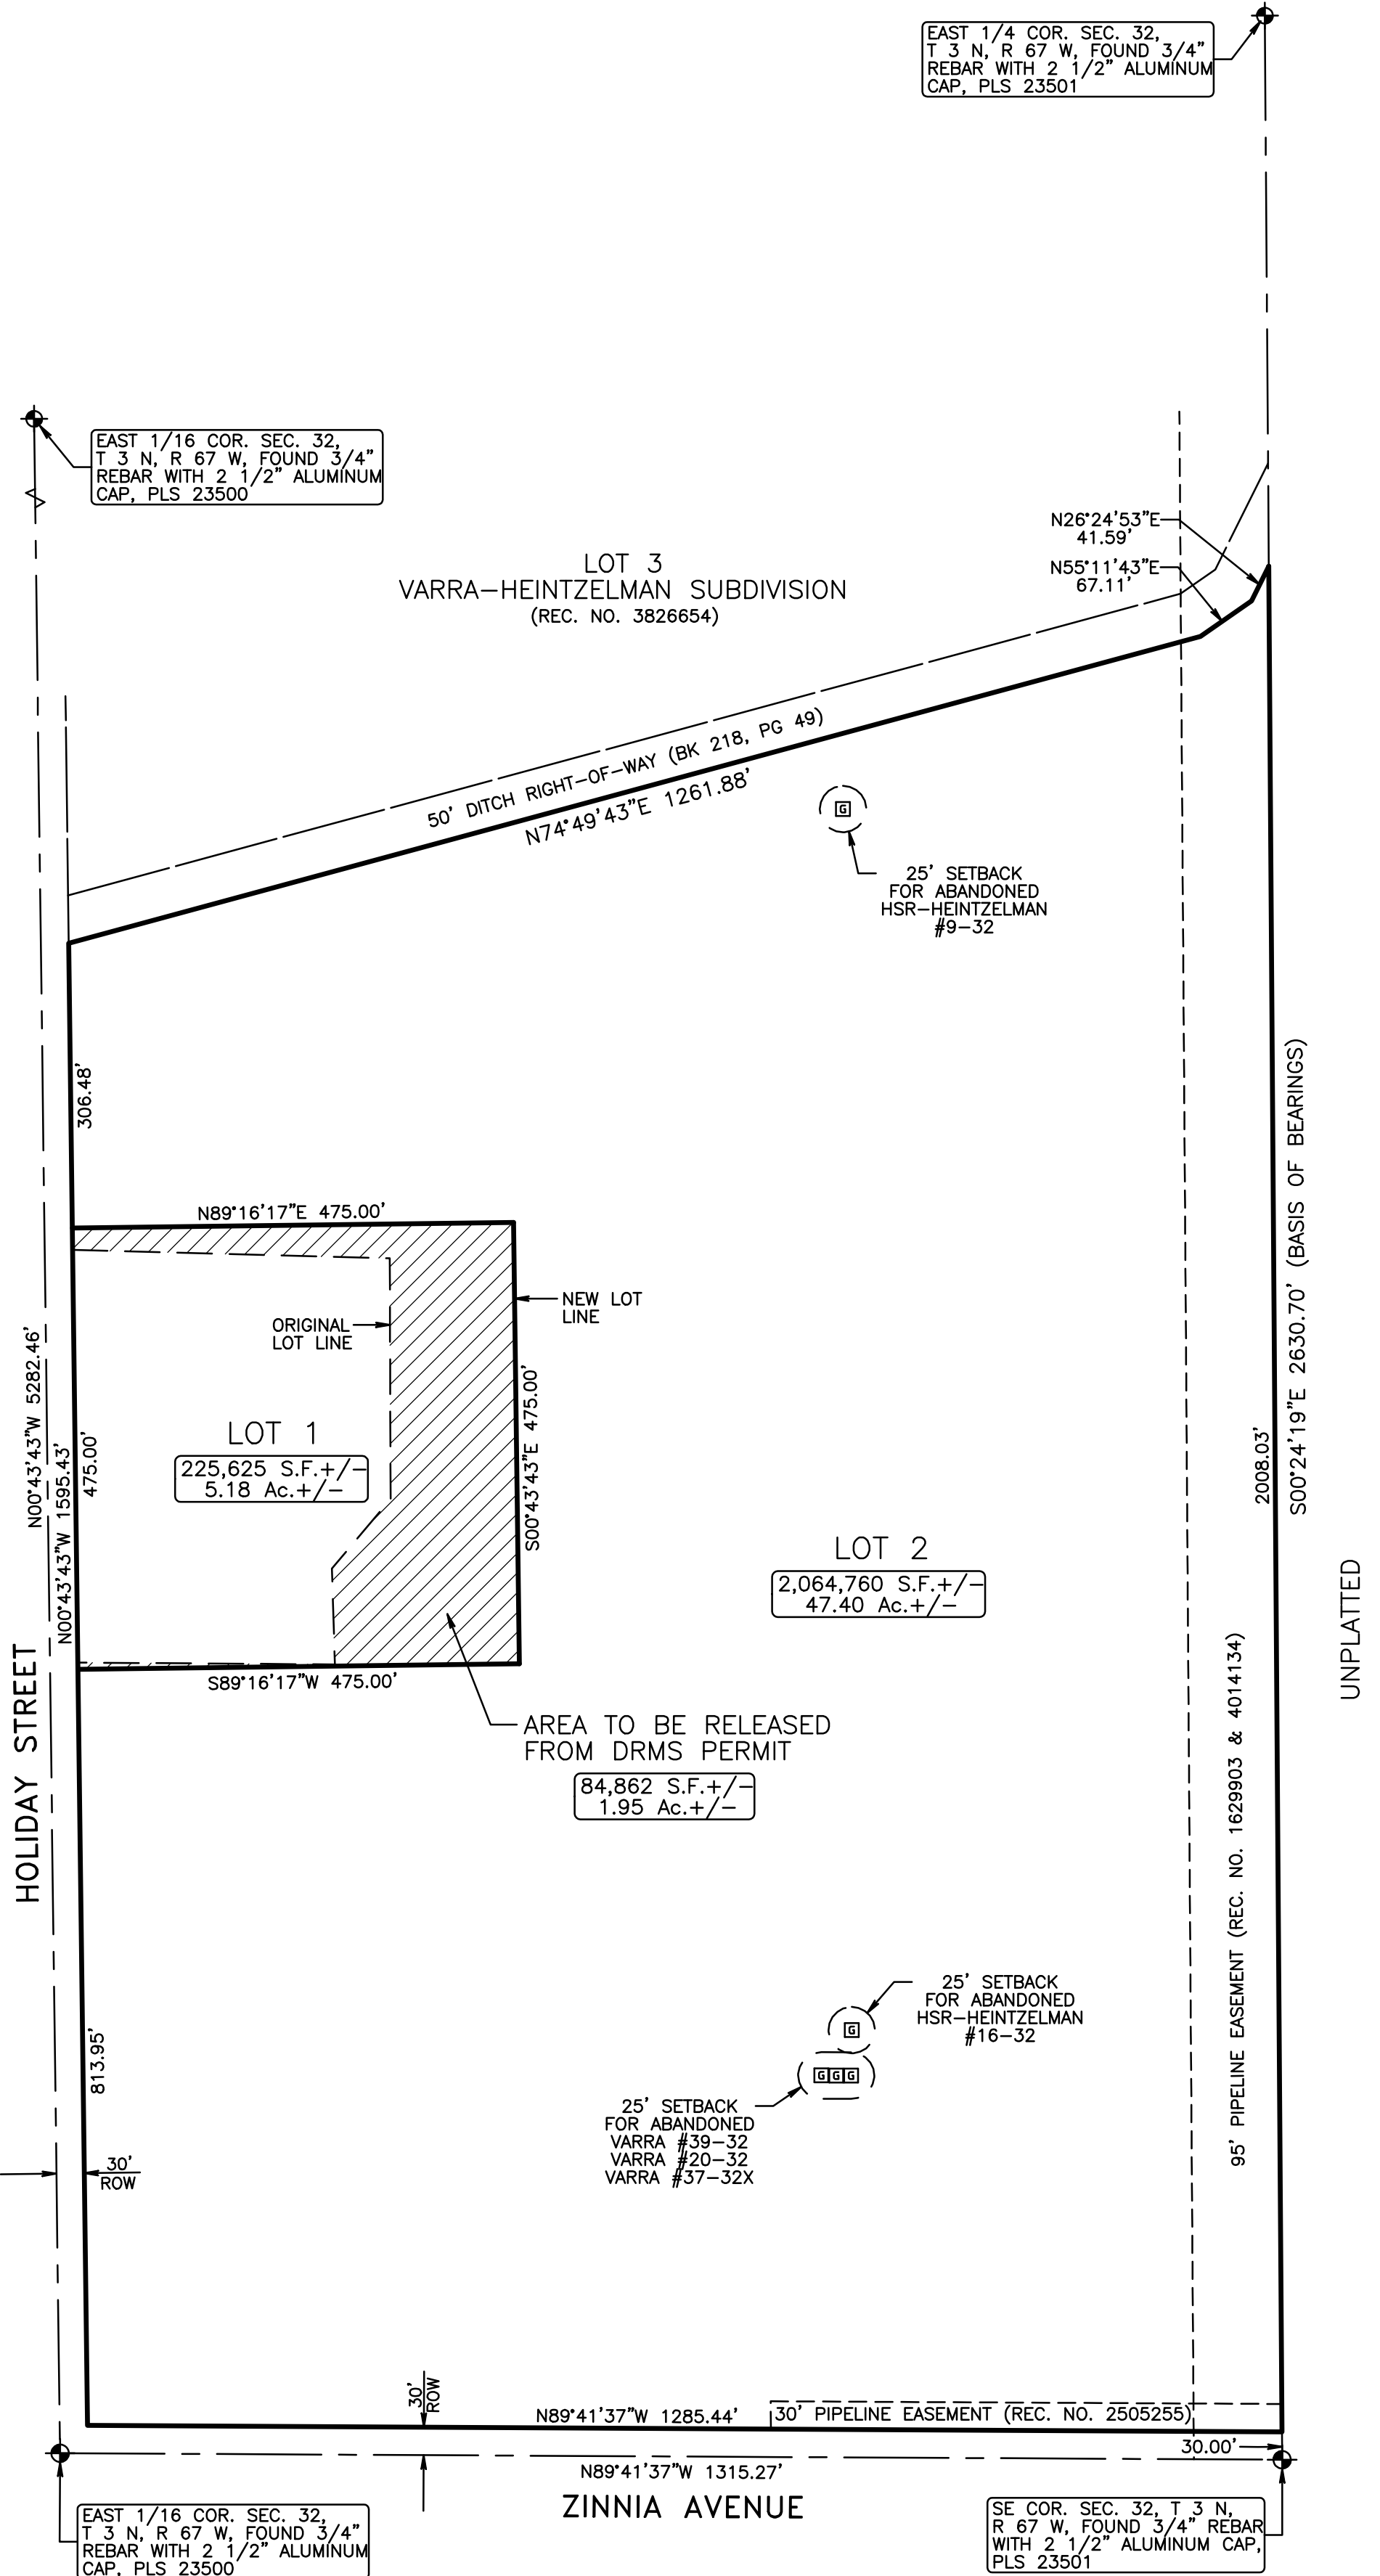 EAST 1/4 COR. SEC. 32,
T 3 N, R 67 W, FOUND 3/4"
REBAR WITH 2 1/2" ALUMINUM
CAP, PLS 23501
EAST 1/16 COR. SEC. 32,
T 3 N, R 67 W, FOUND 3/4"
REBAR WITH 2 1/2" ALUMINUM
CAP, PLS 23500
N26°24'53"E
41.59'
N55°11'43"E
67.11'
LOT 3
VARRA-HEINTZELMAN SUBDIVISION
(REC. NO. 3826654)
50' DITCH RIGHT-OF-WAY (BK 218, PG 49)
N74°49'43"E 1261.88'
G
25' SETBACK
FOR ABANDONED
HSR-HEINTZELMAN
#9-32
306.48'
S00°24'19"E 2630.70' (BASIS OF BEARINGS)
2008.03'
N89°16'17"E 475.00'
NEW LOT
LINE
ORIGINAL
LOT LINE
N00°43'43"W 5282.46'
N00°43'43"W 1595.43'
475.00'
S00°43'43"E 475.00'
LOT 1
225,625 S.F.+/-
5.18 Ac.+/-
LOT 2
2,064,760 S.F.+/-
47.40 Ac.+/-
UNPLATTED
S89°16'17"W 475.00'
HOLIDAY STREET
AREA TO BE RELEASED
FROM DRMS PERMIT
84,862 S.F.+/-
1.95 Ac.+/-
95' PIPELINE EASEMENT (REC. NO. 1629903 & 4014134)
25' SETBACK
FOR ABANDONED
HSR-HEINTZELMAN
#16-32
G
G G G
25' SETBACK
FOR ABANDONED
VARRA #39-32
VARRA #20-32
VARRA #37-32X
813.95'
30'
ROW
30'
ROW
N89°41'37"W 1285.44'
30' PIPELINE EASEMENT (REC. NO. 2505255)
30.00'
N89°41'37"W 1315.27'
ZINNIA AVENUE
EAST 1/16 COR. SEC. 32,
T 3 N, R 67 W, FOUND 3/4"
REBAR WITH 2 1/2" ALUMINUM
CAP, PLS 23500
SE COR. SEC. 32, T 3 N,
R 67 W, FOUND 3/4" REBAR
WITH 2 1/2" ALUMINUM CAP,
PLS 23501